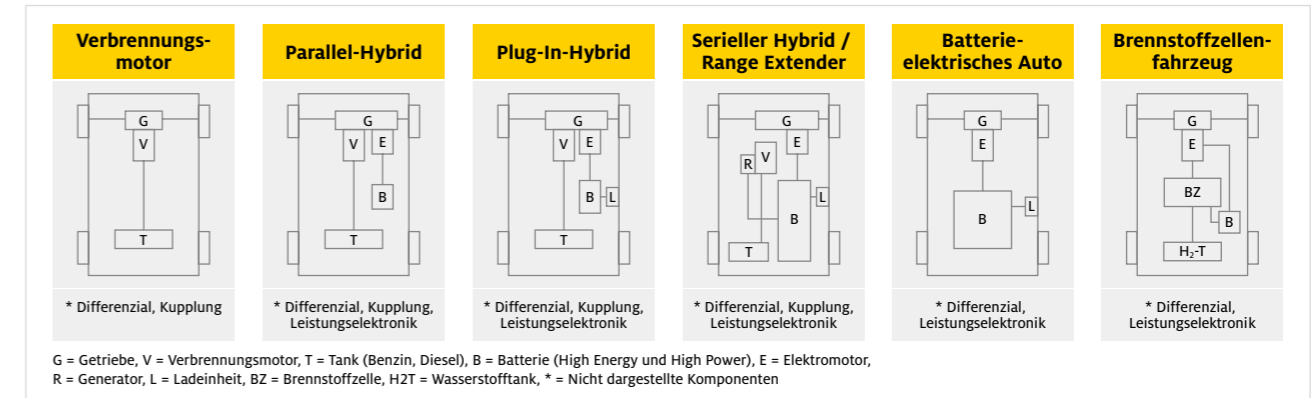 Verbrennungs-
motor
Parallel-Hybrid
Plug-In-Hybrid
Serieller Hybrid /
Range Extender
Batterie-
elektrisches Auto
Brennstoffzellen-
fahrzeug
G
V
T
G
V
E
B
T
G
V
E
B
L
T
G
E
V
R
L
B
T
G
E
L
B
G
E
BZ
B
H₂-T
* Differenzial, Kupplung
* Differenzial, Kupplung,
Leistungselektronik
* Differenzial, Kupplung,
Leistungselektronik
* Differenzial, Kupplung,
Leistungselektronik
* Differenzial,
Leistungselektronik
* Differenzial,
Leistungselektronik
G = Getriebe, V = Verbrennungsmotor, T = Tank (Benzin, Diesel), B = Batterie (High Energy und High Power), E = Elektromotor,
R = Generator, L = Ladeinheit, BZ = Brennstoffzelle, H2T = Wasserstofftank, * = Nicht dargestellte Komponenten